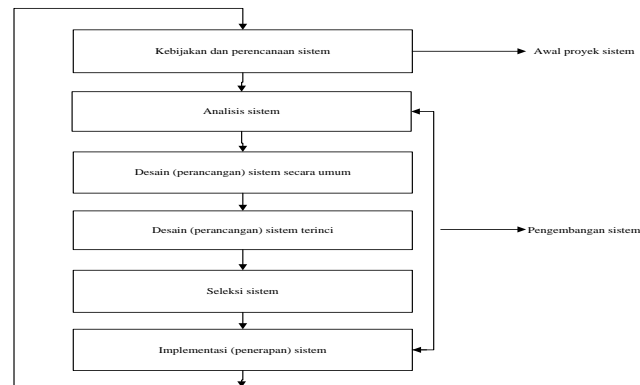 Kebijakan dan perencanaan sistem
Awal proyek sistem
Analisis sistem
Desain (perancangan) sistem secara umum
Desain (perancangan) sistem terinci
Pengembangan sistem
Seleksi sistem
Implementasi (penerapan) sistem